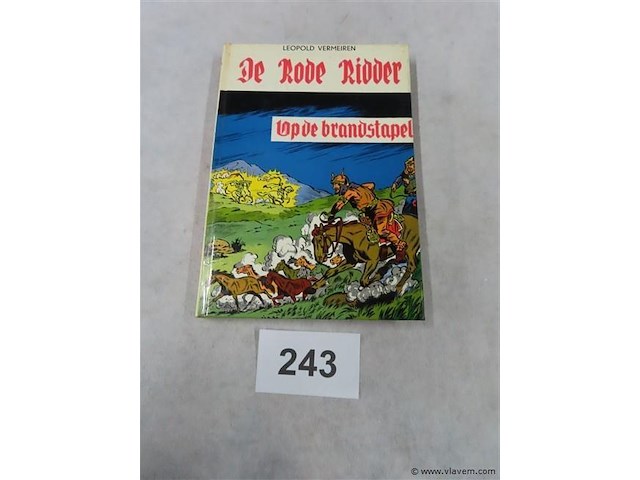 LEOPOLD VERMEIREN
De Rode Ridder
Op de brandstapel
243
© www.vlavem.com